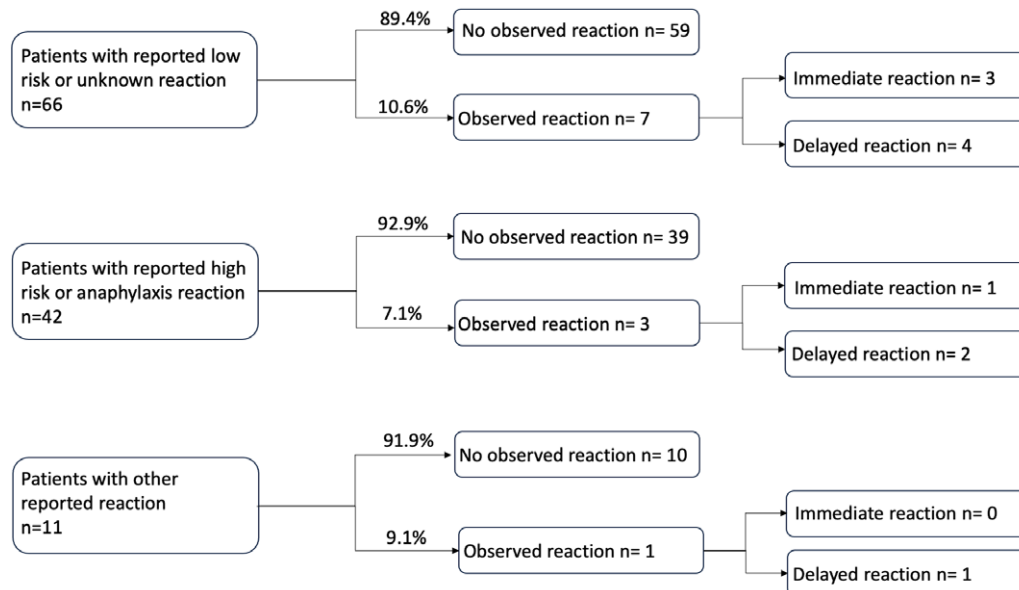 89.4%
No observed reaction n= 59
Patients with reported low
risk or unknown reaction
n=66
Immediate reaction n= 3
10.6%
Observed reaction n= 7
Delayed reaction n= 4
92.9%
No observed reaction n= 39
Patients with reported high
risk or anaphylaxis reaction
n=42
Immediate reaction n= 1
7.1%
Observed reaction n= 3
Delayed reaction n= 2
91.9%
No observed reaction n= 10
Patients with other
reported reaction
n=11
Immediate reaction n= 0
9.1%
Observed reaction n= 1
Delayed reaction n= 1